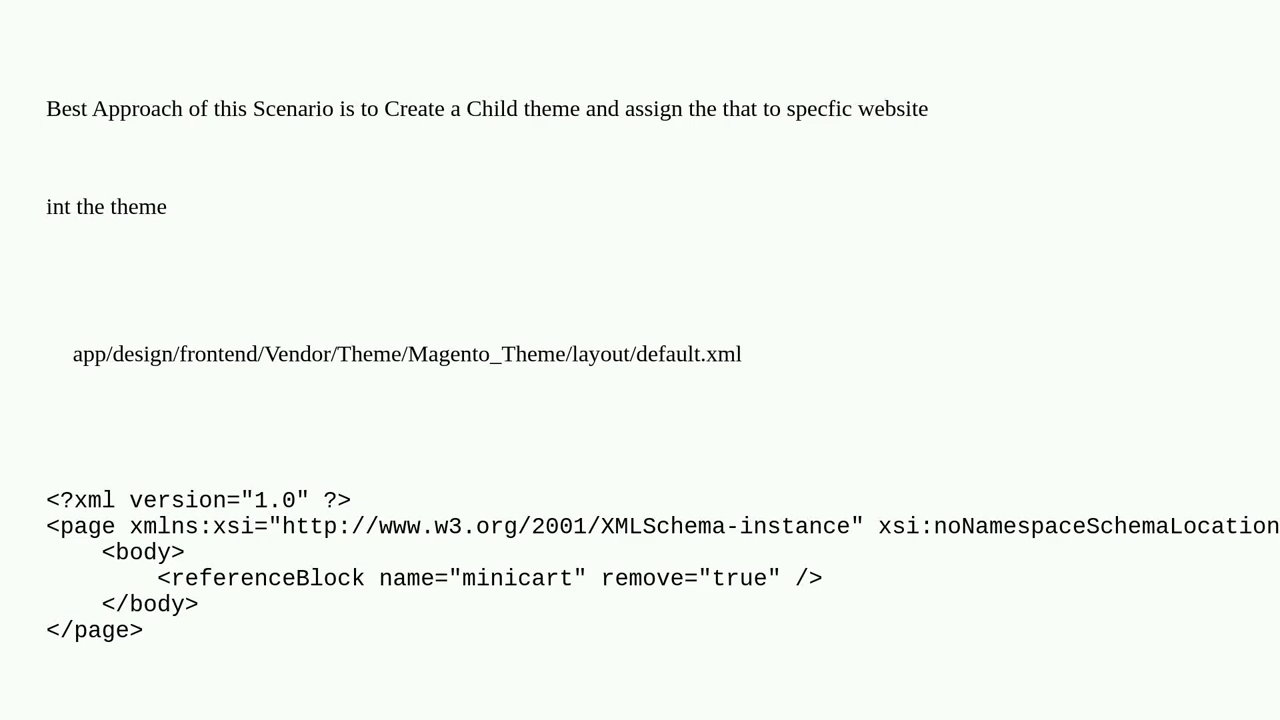 Best Approach of this Scenario is to Create a Child theme and assign the that to specfic website
int the theme
app/design/frontend/Vendor/Theme/Magento_Theme/layout/default.xml
<?xml version="1.0" ?>
<page xmlns:xsi="http://www.w3.org/2001/XMLSchema-instance" xsi:noNamespaceSchemaLocation
    <body>
        <referenceBlock name="minicart" remove="true" />
    </body>
</page>